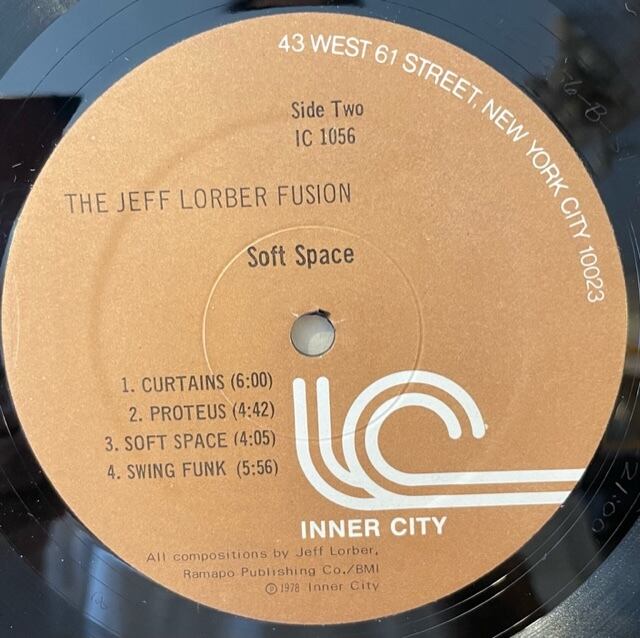 43 WEST 61 STREET, NEW YORK CITY 10023
Side Two
IC 1056
THE JEFF LORBER FUSION
Soft Space
1. CURTAINS (6:00)
2. PROTEUS (4:42)
3. SOFT SPACE (4:05)
4. SWING FUNK (5:56)
IC
INNER CITY
All compositions by Jeff Lorber,
Ramapo Publishing Co./BMI
℗ 1978 Inner City
21:00